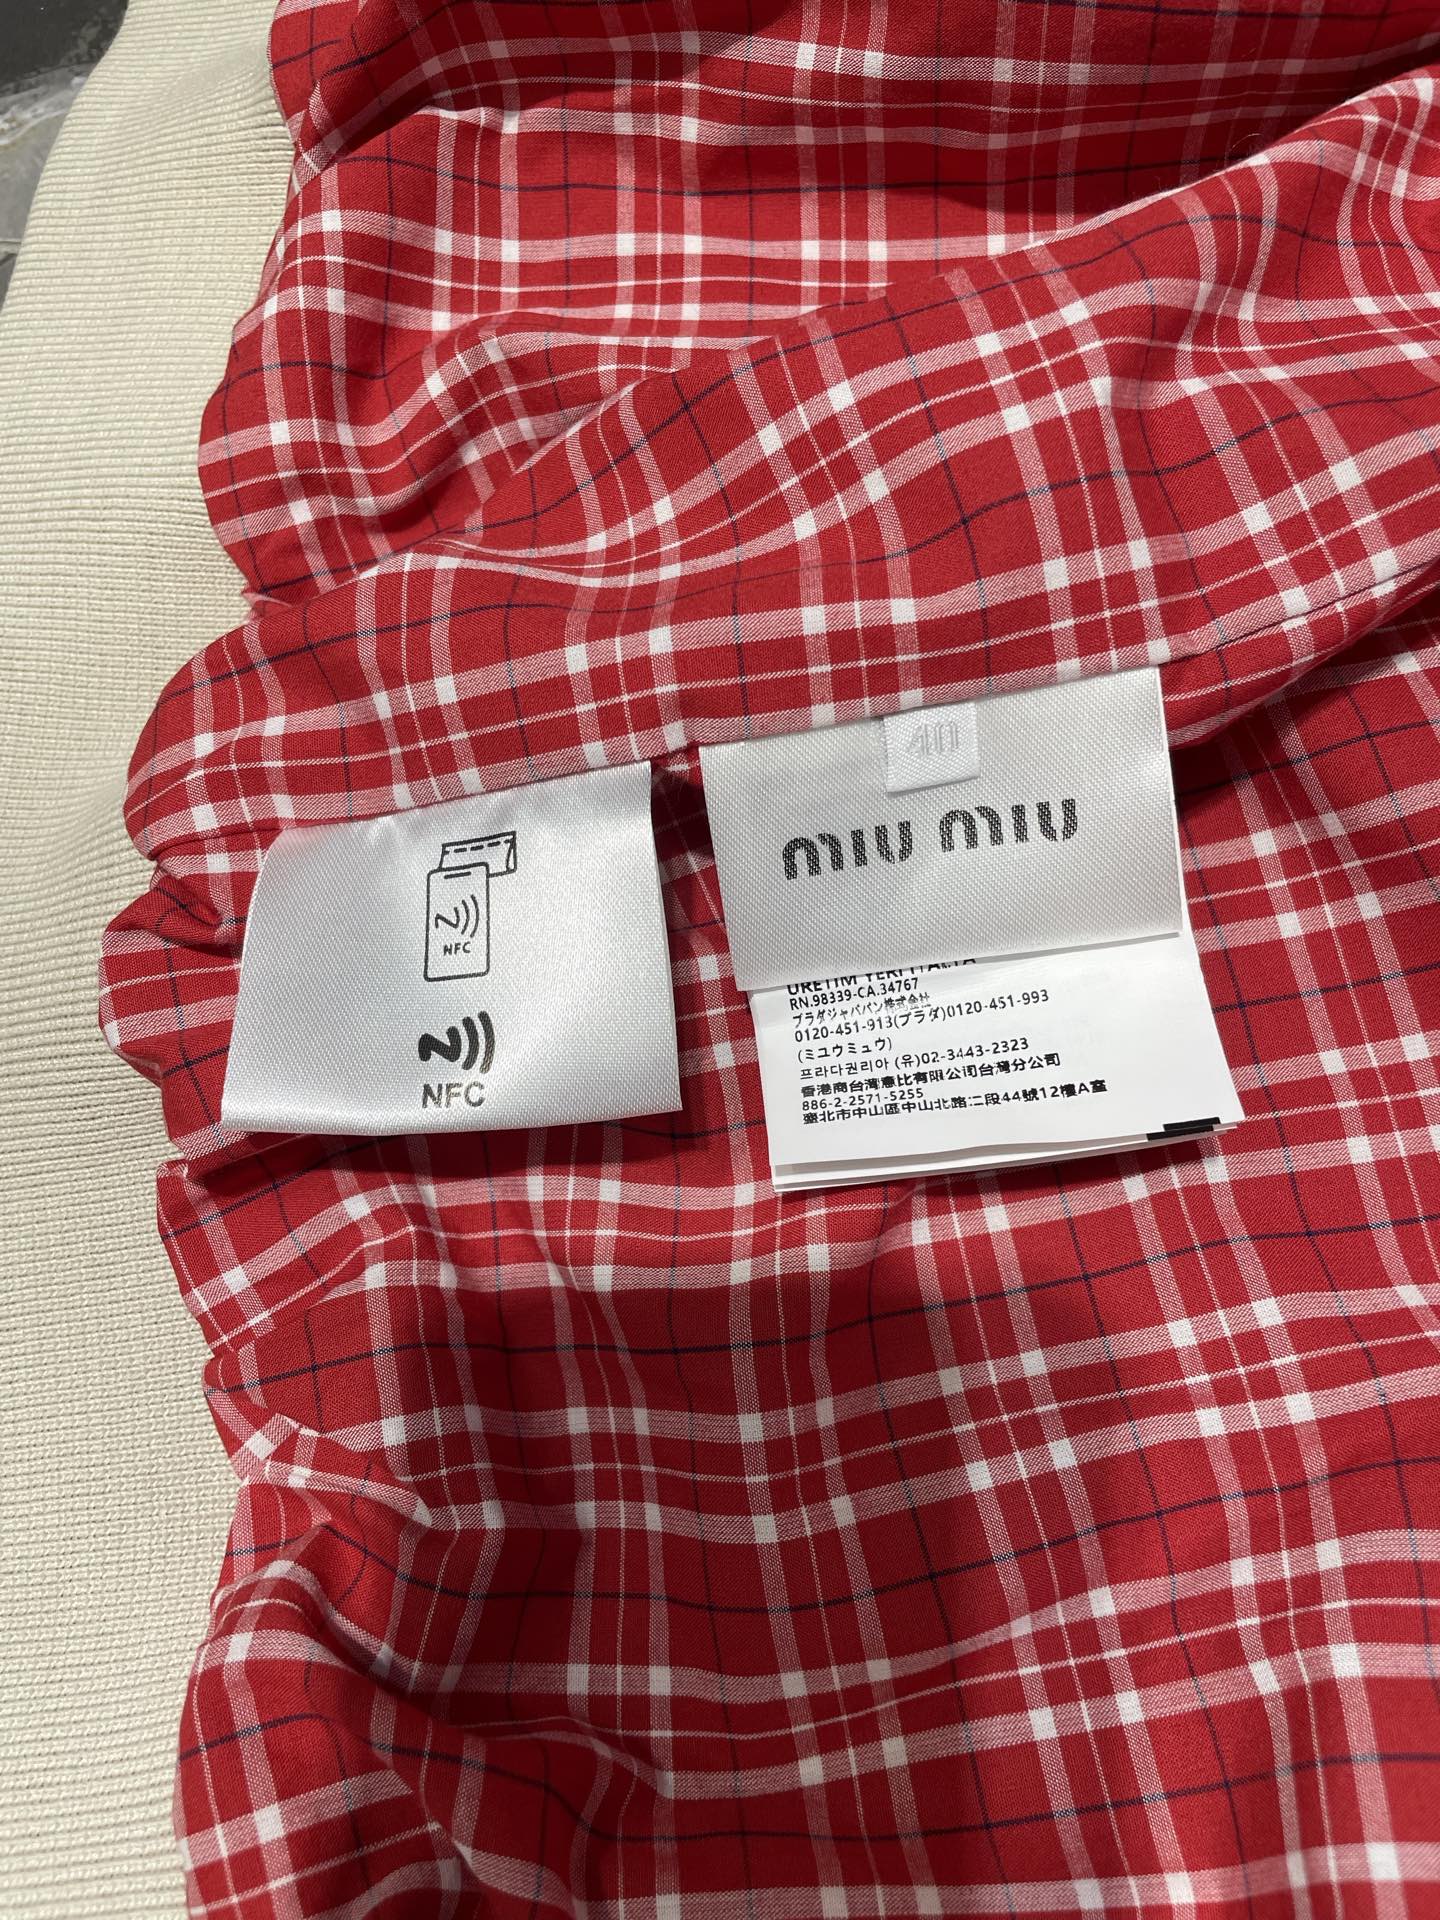 NFC
NFC
40
miu miu
ÜRETİM YERİ İTALYA
RN.98339-CA.34767
プラダジャパン株式会社
0120-451-913(プラダ)0120-451-993
(ミユウミュウ)
프라다코리아 (유)02-3443-2323
香港商台灣惠比有限公司台灣分公司
886-2-2571-5255
臺北市中山區中山北路二段44號12樓A室